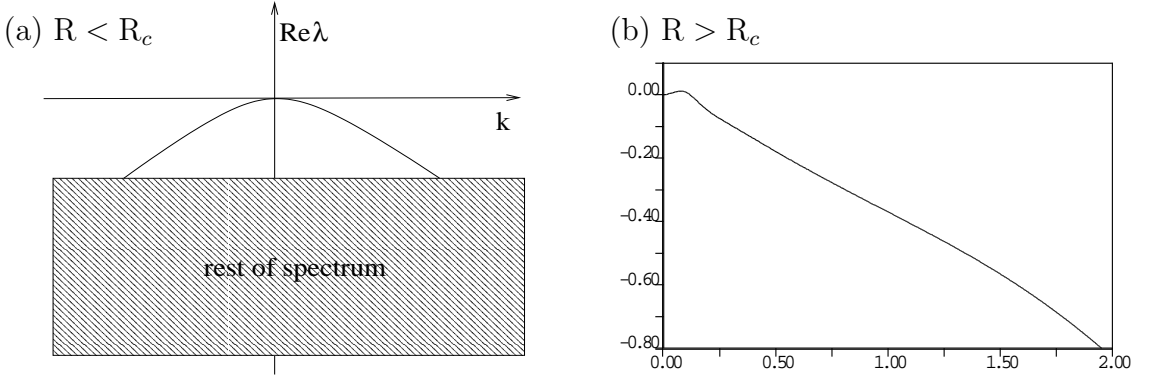 (a) R < R_c
Re λ
k
rest of spectrum
(b) R > R_c
0.00
-0.20
-0.40
-0.60
-0.80
0.00 0.50 1.00 1.50 2.00